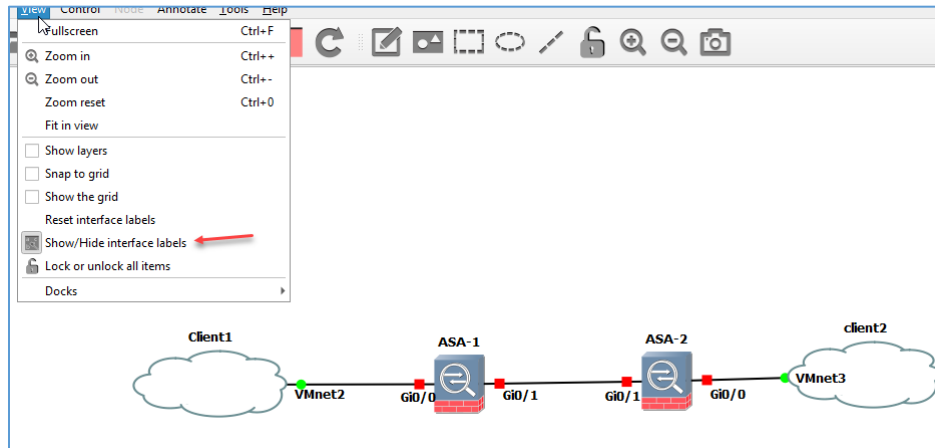 View Control Node Annotate Tools Help
Fullscreen Ctrl+F
Zoom in Ctrl++
Zoom out Ctrl+-
Zoom reset Ctrl+0
Fit in view
Show layers
Snap to grid
Show the grid
Reset interface labels
Show/Hide interface labels
Lock or unlock all items
Docks
Client1 ASA-1 ASA-2 client2
VMnet2 Gi0/0 Gi0/1 Gi0/1 Gi0/0 VMnet3